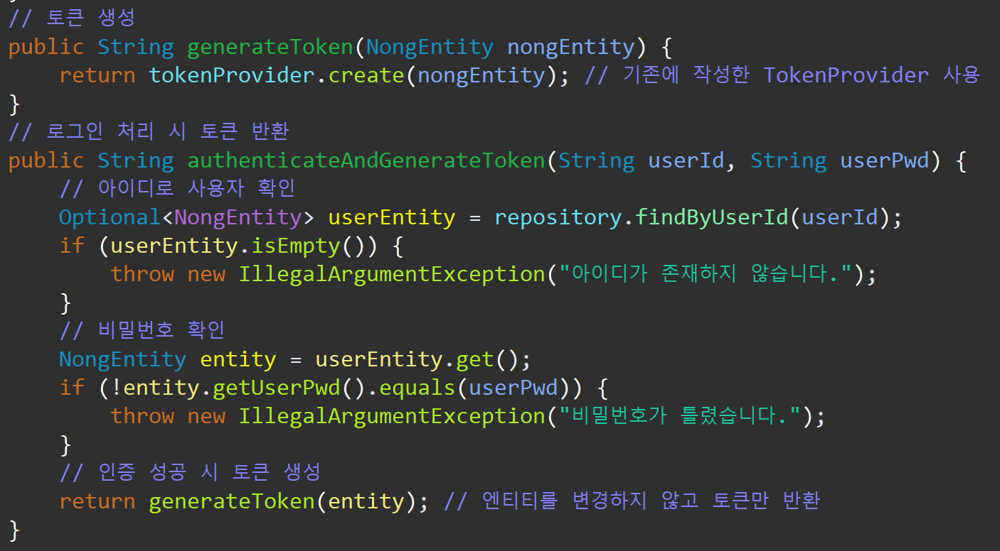 // 토큰 생성
public String generateToken(NongEntity nongEntity) {
    return tokenProvider.create(nongEntity); // 기존에 작성한 TokenProvider 사용
}
// 로그인 처리 시 토큰 반환
public String authenticateAndGenerateToken(String userId, String userPwd) {
    // 아이디로 사용자 확인
    Optional<NongEntity> userEntity = repository.findByUserId(userId);
    if (userEntity.isEmpty()) {
        throw new IllegalArgumentException("아이디가 존재하지 않습니다.");
    }
    // 비밀번호 확인
    NongEntity entity = userEntity.get();
    if (!entity.getUserPwd().equals(userPwd)) {
        throw new IllegalArgumentException("비밀번호가 틀렸습니다.");
    }
    // 인증 성공 시 토큰 생성
    return generateToken(entity); // 엔티티를 변경하지 않고 토큰만 반환
}